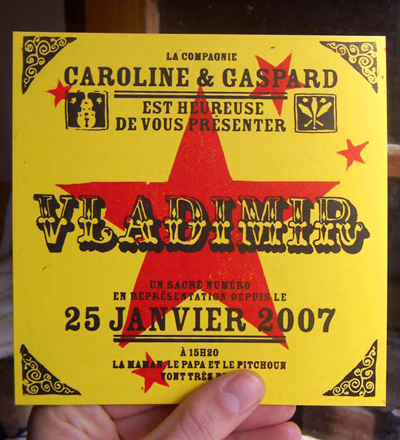 LA COMPAGNIE
CAROLINE & GASPARD
EST HEUREUSE
DE VOUS PRÉSENTER
VLADIMIR
UN SACRÉ NUMÉRO
EN REPRÉSENTATION DEPUIS LE
25 JANVIER 2007
À 15H20
LA MAMAN, LE PAPA ET LE PITCHOUN
VONT TRÈS